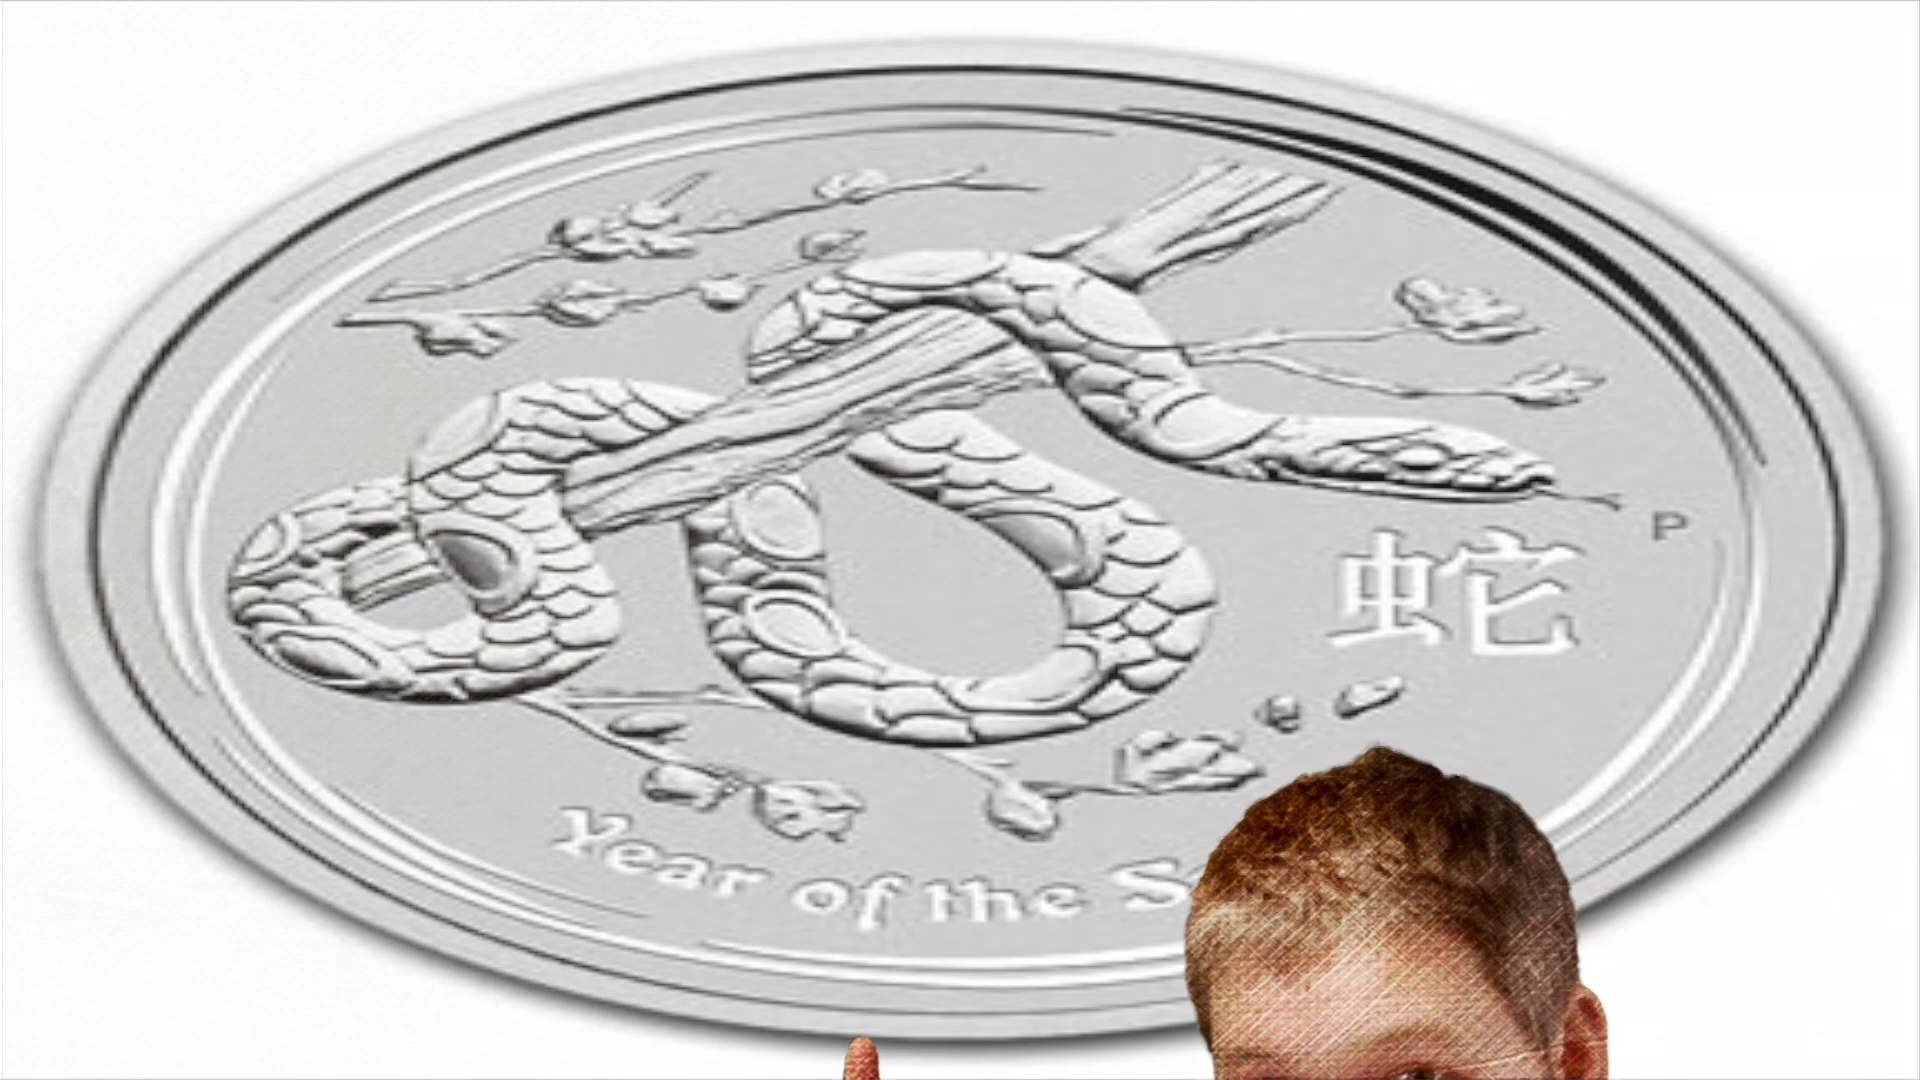 P
蛇
Year of the